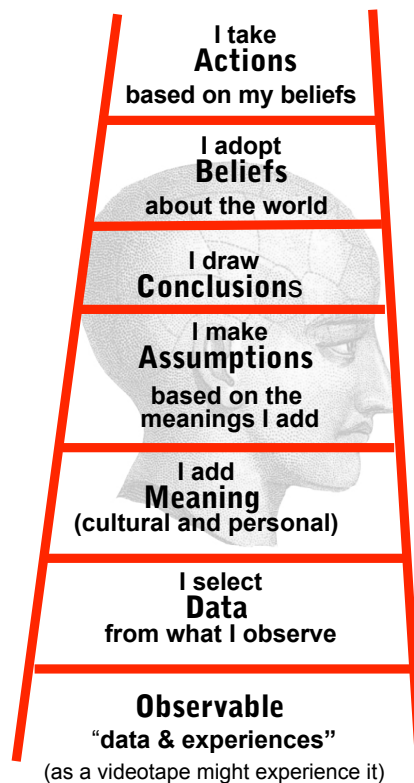 I take
Actions
based on my beliefs
I adopt
Beliefs
about the world
I draw
Conclusions
I make
Assumptions
based on the
meanings I add
I add
Meaning
(cultural and personal)
I select
Data
from what I observe
Observable
“data & experiences”
(as a videotape might experience it)